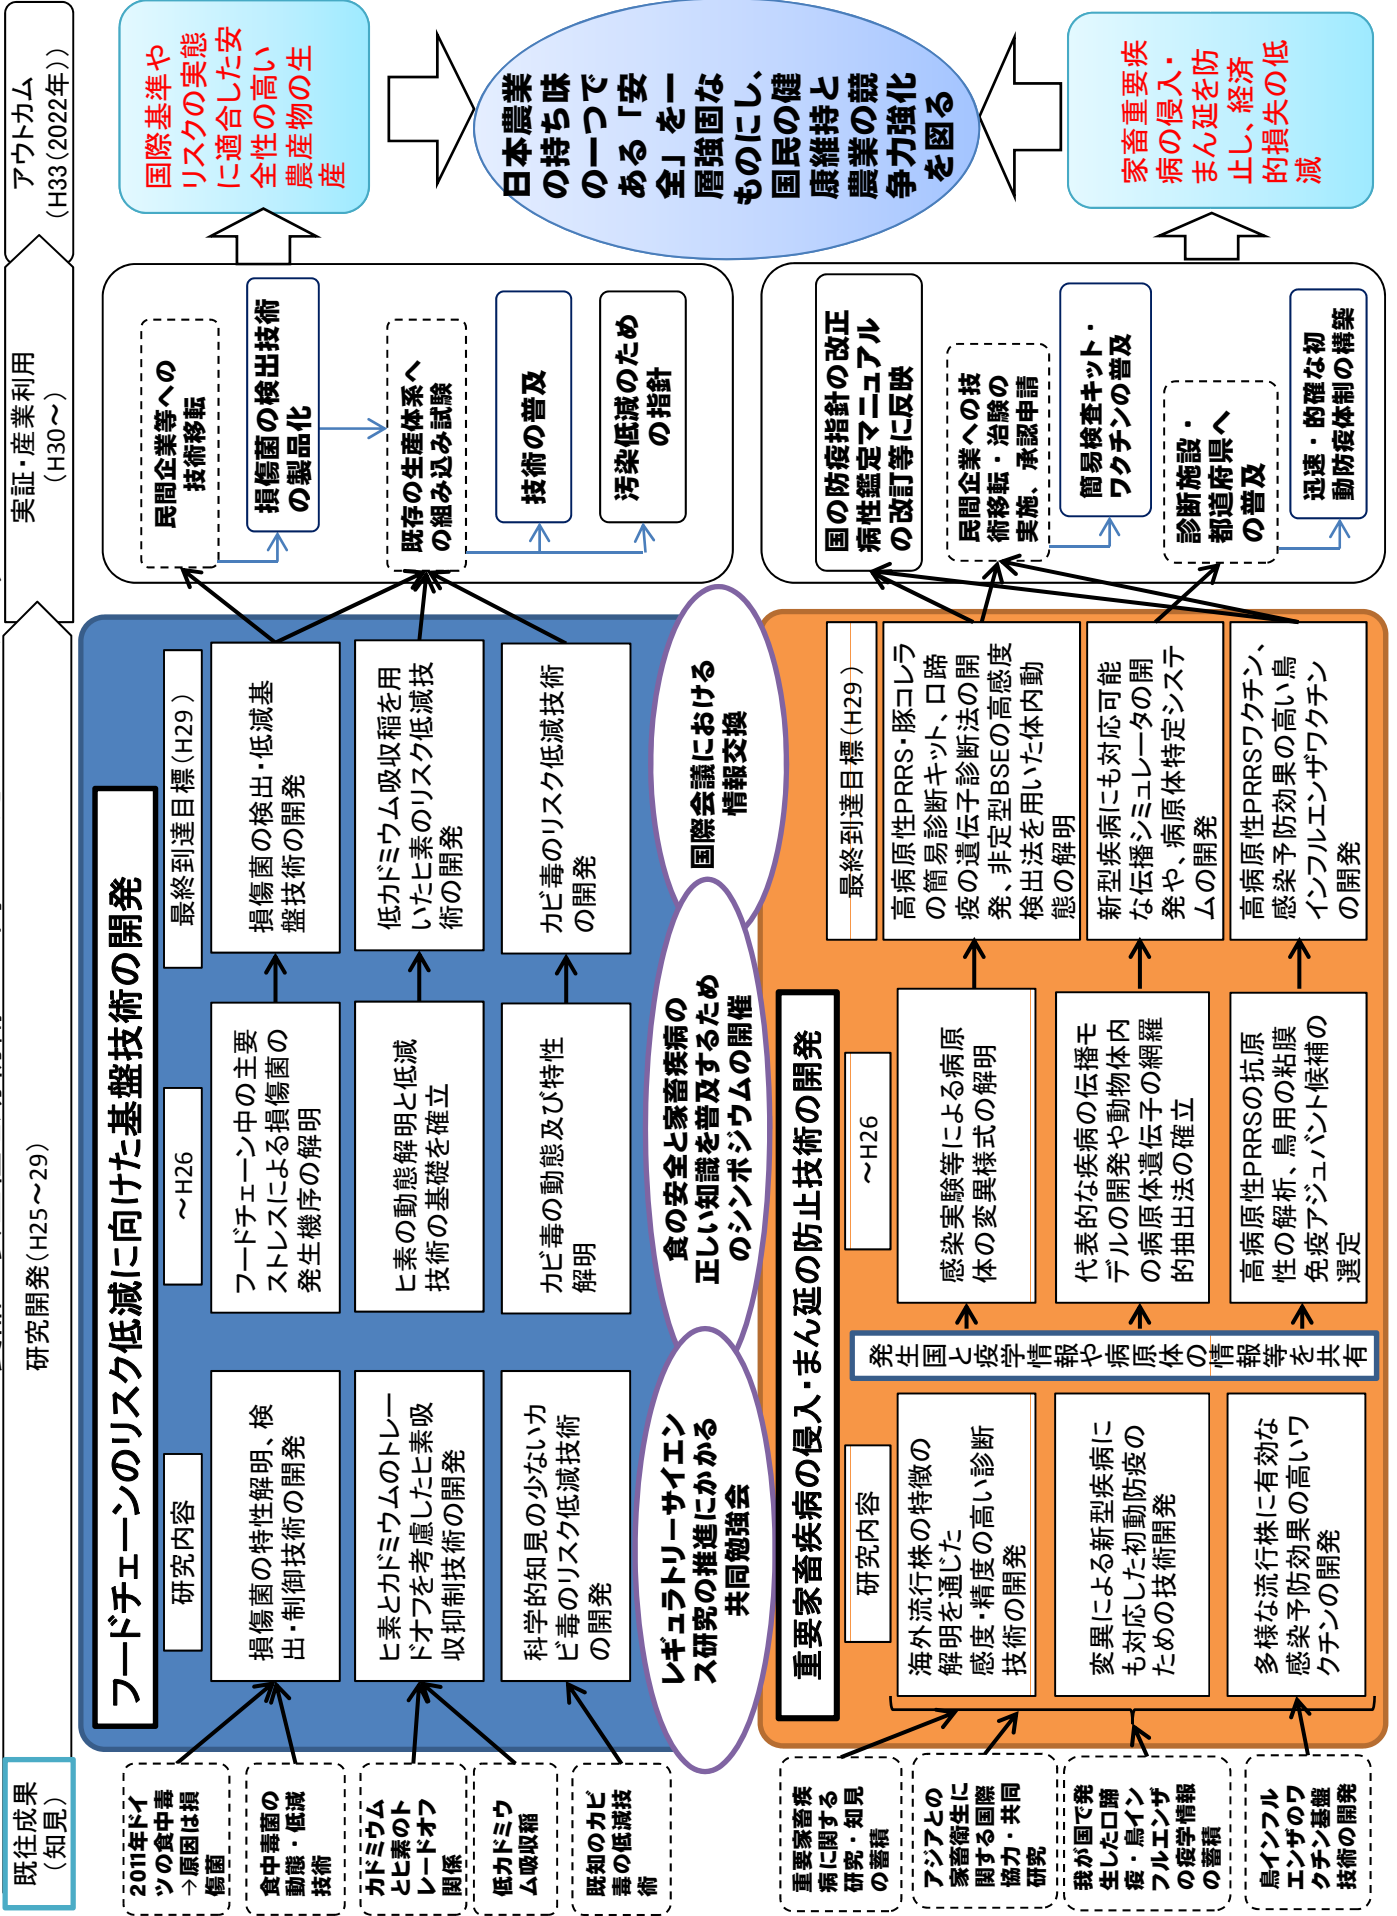 既往成果
（知見）
研究開発（H25～29）
実証・産業利用
（H30～）
アウトカム
（H33（2022年））
2011年ドイ
ツの食中毒
→原因は損
傷菌
食中毒菌の
動態・低減
技術
カドミウム
とヒ素のト
レードオフ
関係
低カドミウ
ム吸収稲
既知のカビ
毒の低減技
術
フードチェーンのリスク低減に向けた基盤技術の開発
研究内容
～H26
最終到達目標（H29）
損傷菌の特性解明、検
出・制御技術の開発
フードチェーン中の主要
ストレスによる損傷菌の
発生機序の解明
損傷菌の検出・低減基
盤技術の開発
ヒ素とカドミウムのトレー
ドオフを考慮したヒ素吸
収抑制技術の開発
ヒ素の動態解明と低減
技術の基礎を確立
低カドミウム吸収稲を用
いたヒ素のリスク低減技
術の開発
科学的知見の少ないカ
ビ毒のリスク低減技術
の開発
カビ毒の動態及び特性
解明
カビ毒のリスク低減技術
の開発
民間企業等への
技術移転
損傷菌の検出技術
の製品化
既存の生産体系へ
の組み込み試験
技術の普及
汚染低減のため
の指針
国際基準や
リスクの実態
に適合した安
全性の高い
農産物の生
産
レギュラトリーサイエン
ス研究の推進にかかる
共同勉強会
食の安全と家畜疾病の
正しい知識を普及するため
のシンポジウムの開催
国際会議における
情報交換
日本農業
の持ち味
の一つで
ある「安
全」を一
層強固な
ものにし、
国民の健
康維持と
農業の競
争力強化
を図る
重要家畜疾
病に関する
研究・知見
の蓄積
アジアとの
家畜衛生に
関する国際
協力・共同
研究
我が国で発
生した口蹄
疫・鳥イン
フルエンザ
の疫学情報
の蓄積
鳥インフル
エンザのワ
クチン基盤
技術の開発
重要家畜疾病の侵入・まん延の防止技術の開発
研究内容
～H26
最終到達目標（H29）
海外流行株の特徴の
解明を通じた
感度・精度の高い診断
技術の開発
変異による新型疾病に
も対応した初動防疫の
ための技術開発
多様な流行株に有効な
感染予防効果の高いワ
クチンの開発
発生国と疫学情報や病原体の情報等を共有
感染実験等による病原
体の変異様式の解明
代表的な疾病の伝播モ
デルの開発や動物体内
の病原体遺伝子の網羅
的抽出法の確立
高病原性PRRSの抗原
性の解析、鳥用の粘膜
免疫アジュバント候補の
選定
高病原性PRRS・豚コレラ
の簡易診断キット、口蹄
疫の遺伝子診断法の開
発、非定型BSEの高感度
検出法を用いた体内動
態の解明
新型疾病にも対応可能
な伝播シミュレータの開
発や、病原体特定システ
ムの開発
高病原性PRRSワクチン、
感染予防効果の高い鳥
インフルエンザワクチン
の開発
国の防疫指針の改正
病性鑑定マニュアル
の改訂等に反映
民間企業への技
術移転・治験の
実施、承認申請
簡易検査キット・
ワクチンの普及
診断施設・
都道府県へ
の普及
迅速・的確な初
動防疫体制の構築
家畜重要疾
病の侵入・
まん延を防
止し、経済
的損失の低
減